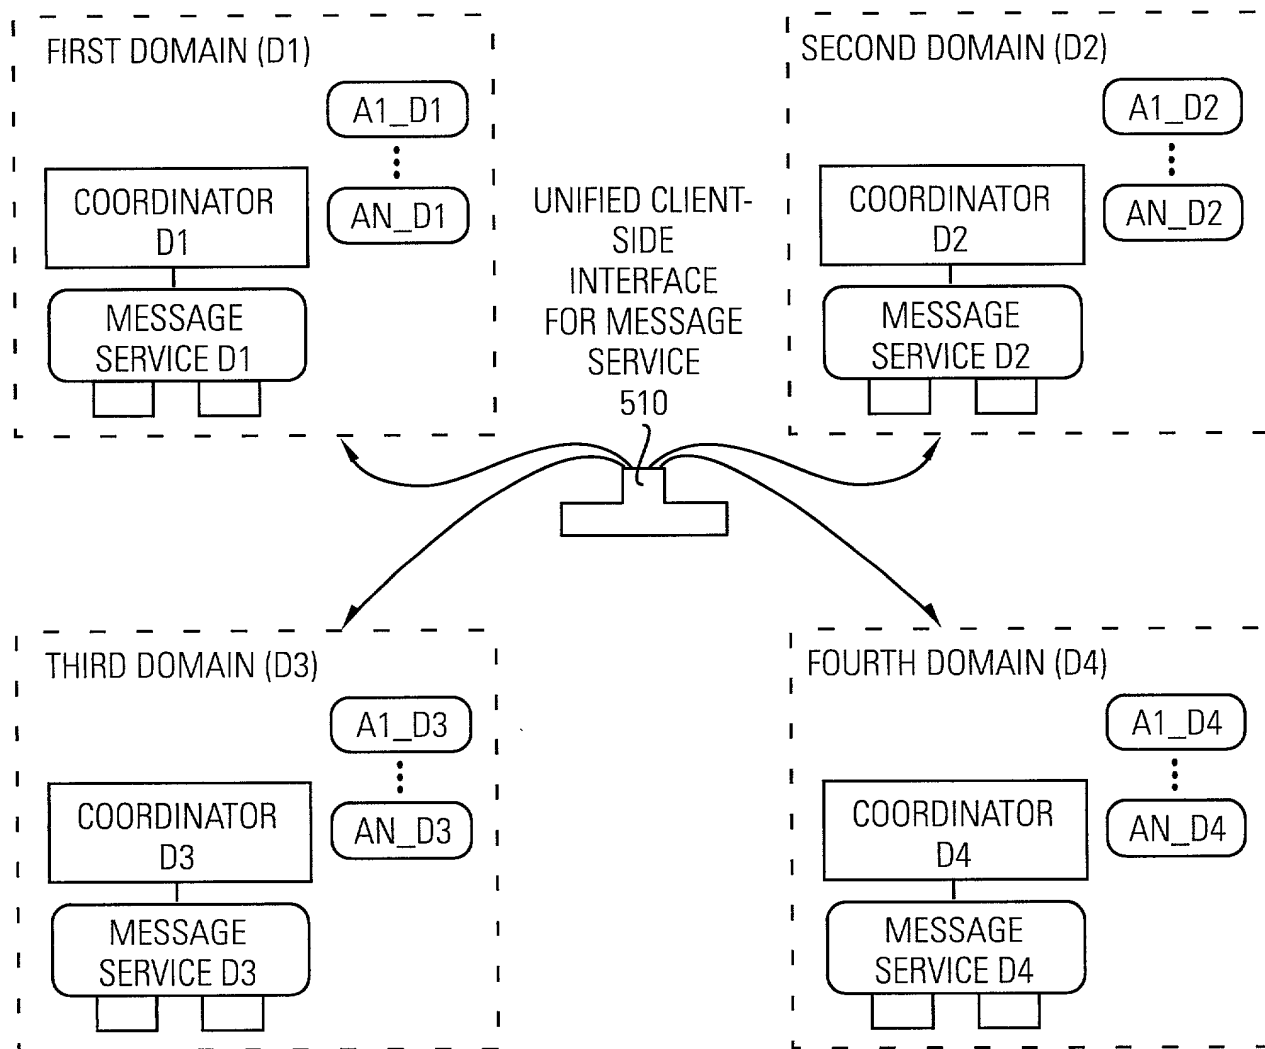 FIRST DOMAIN (D1)
A1_D1
AN_D1
COORDINATOR
D1
MESSAGE
SERVICE D1
UNIFIED CLIENT-
SIDE
INTERFACE
FOR MESSAGE
SERVICE
510
SECOND DOMAIN (D2)
A1_D2
AN_D2
COORDINATOR
D2
MESSAGE
SERVICE D2
THIRD DOMAIN (D3)
A1_D3
AN_D3
COORDINATOR
D3
MESSAGE
SERVICE D3
FOURTH DOMAIN (D4)
A1_D4
AN_D4
COORDINATOR
D4
MESSAGE
SERVICE D4